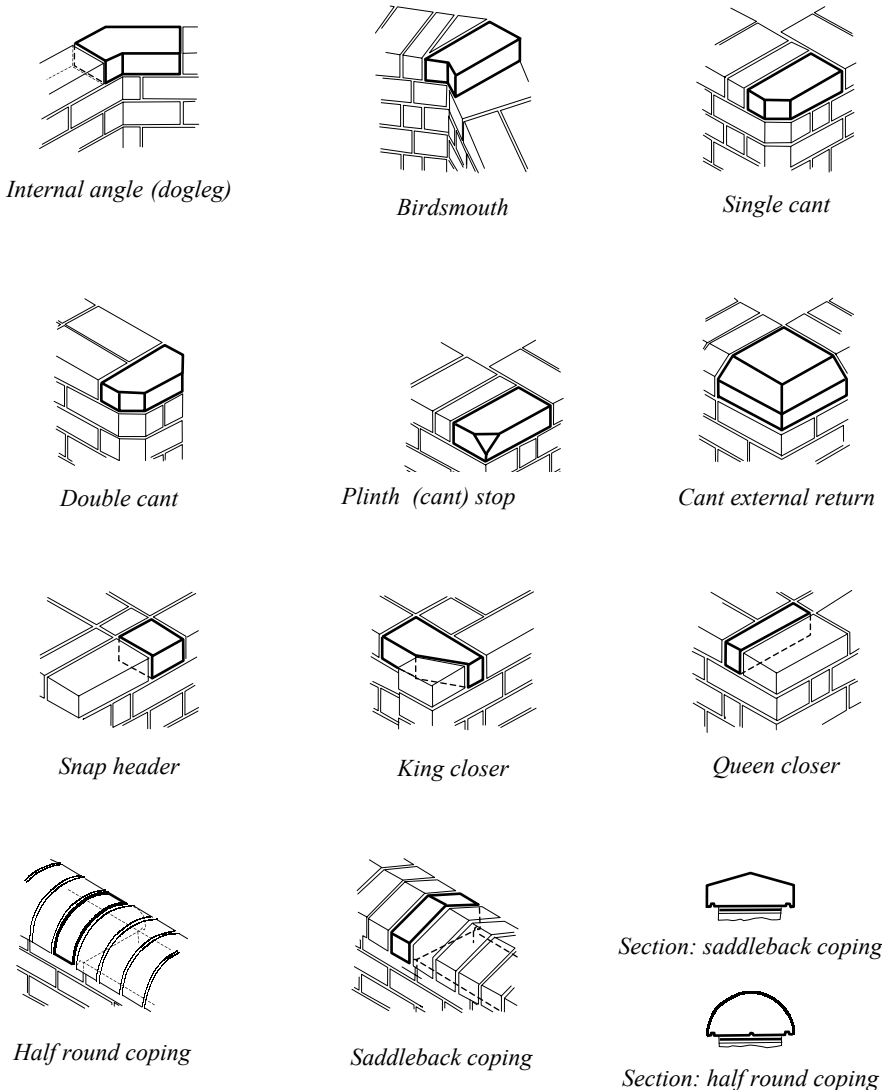 Internal angle (dogleg)
Birdsmouth
Single cant
Double cant
Plinth (cant) stop
Cant external return
Snap header
King closer
Queen closer
Half round coping
Saddleback coping
Section: saddleback coping
Section: half round coping